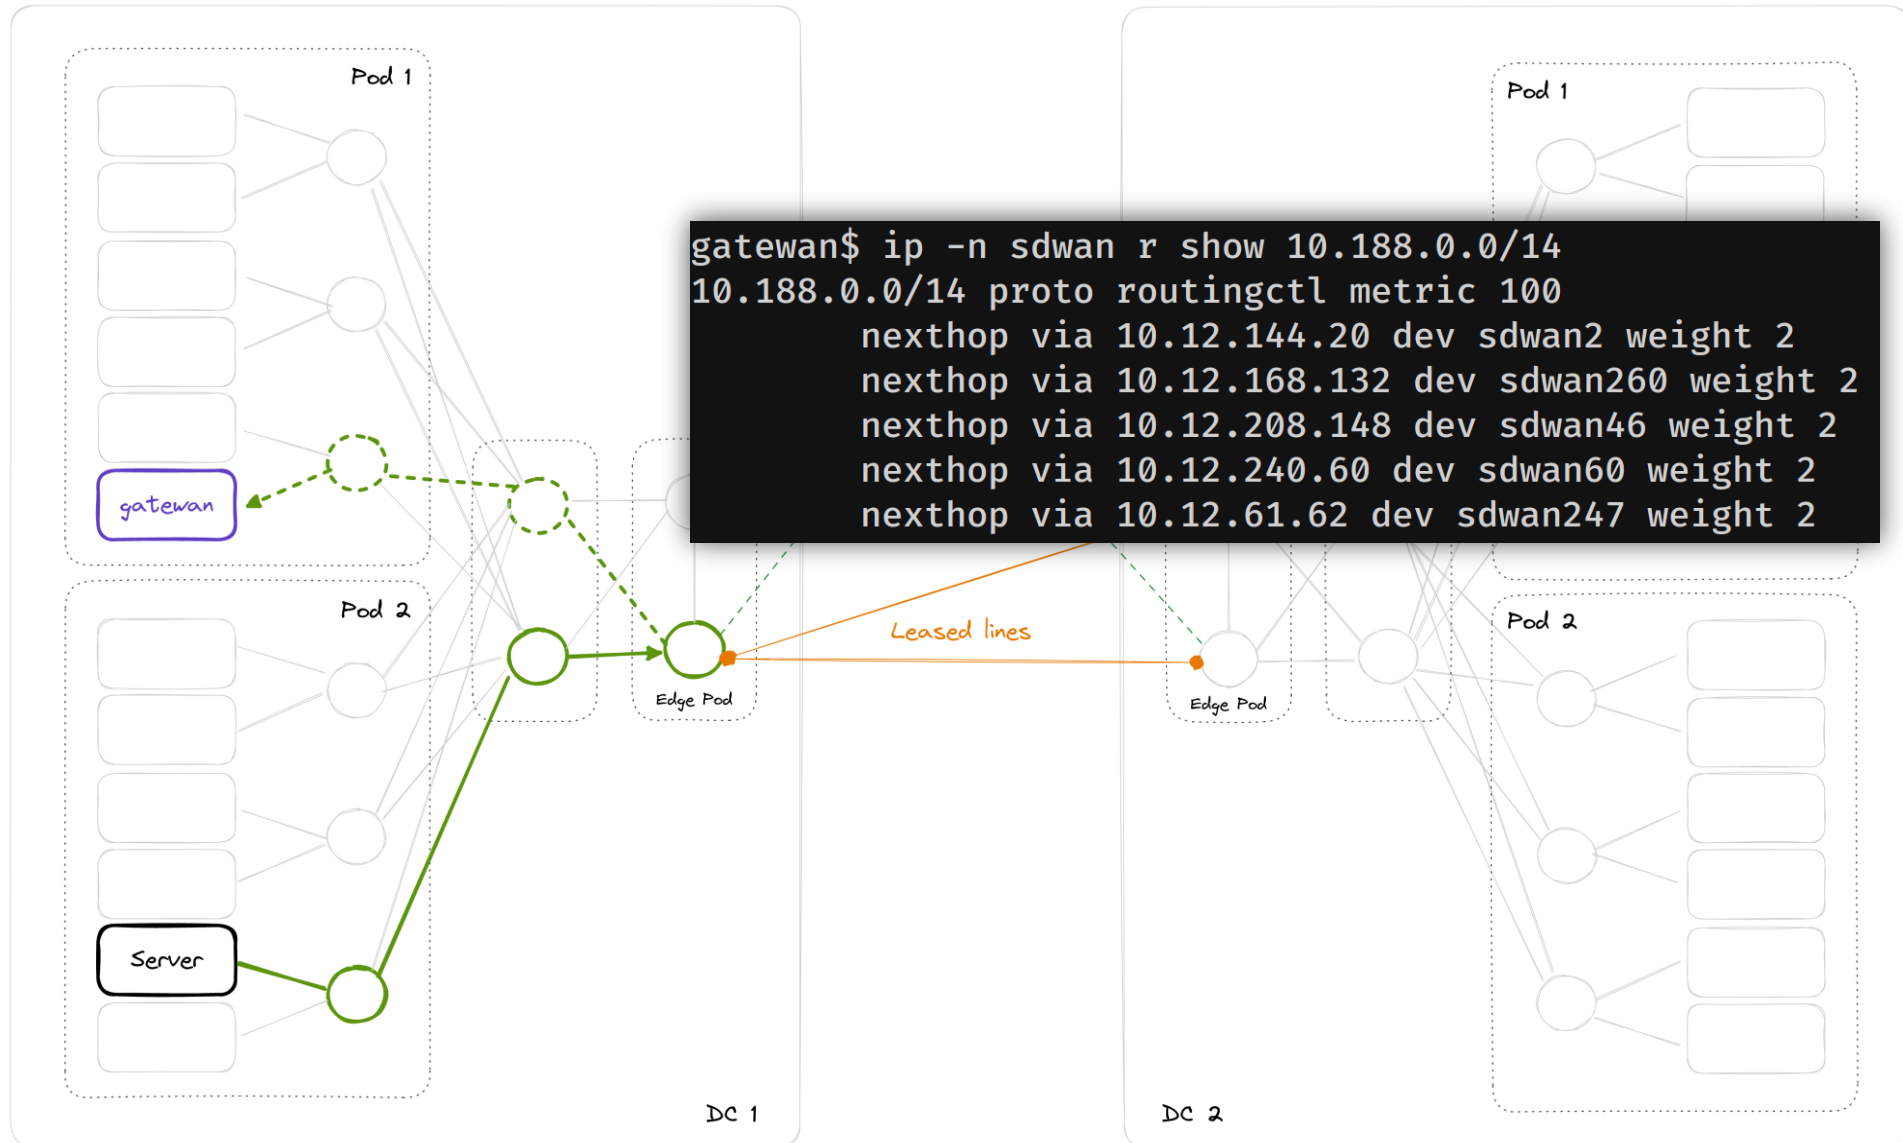 Pod 1
gatewan
Pod 2
Server
Edge Pod
DC 1
gatewan$ ip -n sdwan r show 10.188.0.0/14
10.188.0.0/14 proto routingctl metric 100
nexthop via 10.12.144.20 dev sdwan2 weight 2
nexthop via 10.12.168.132 dev sdwan260 weight 2
nexthop via 10.12.208.148 dev sdwan46 weight 2
nexthop via 10.12.240.60 dev sdwan60 weight 2
nexthop via 10.12.61.62 dev sdwan247 weight 2
Leased lines
Pod 1
Edge Pod
Pod 2
DC 2